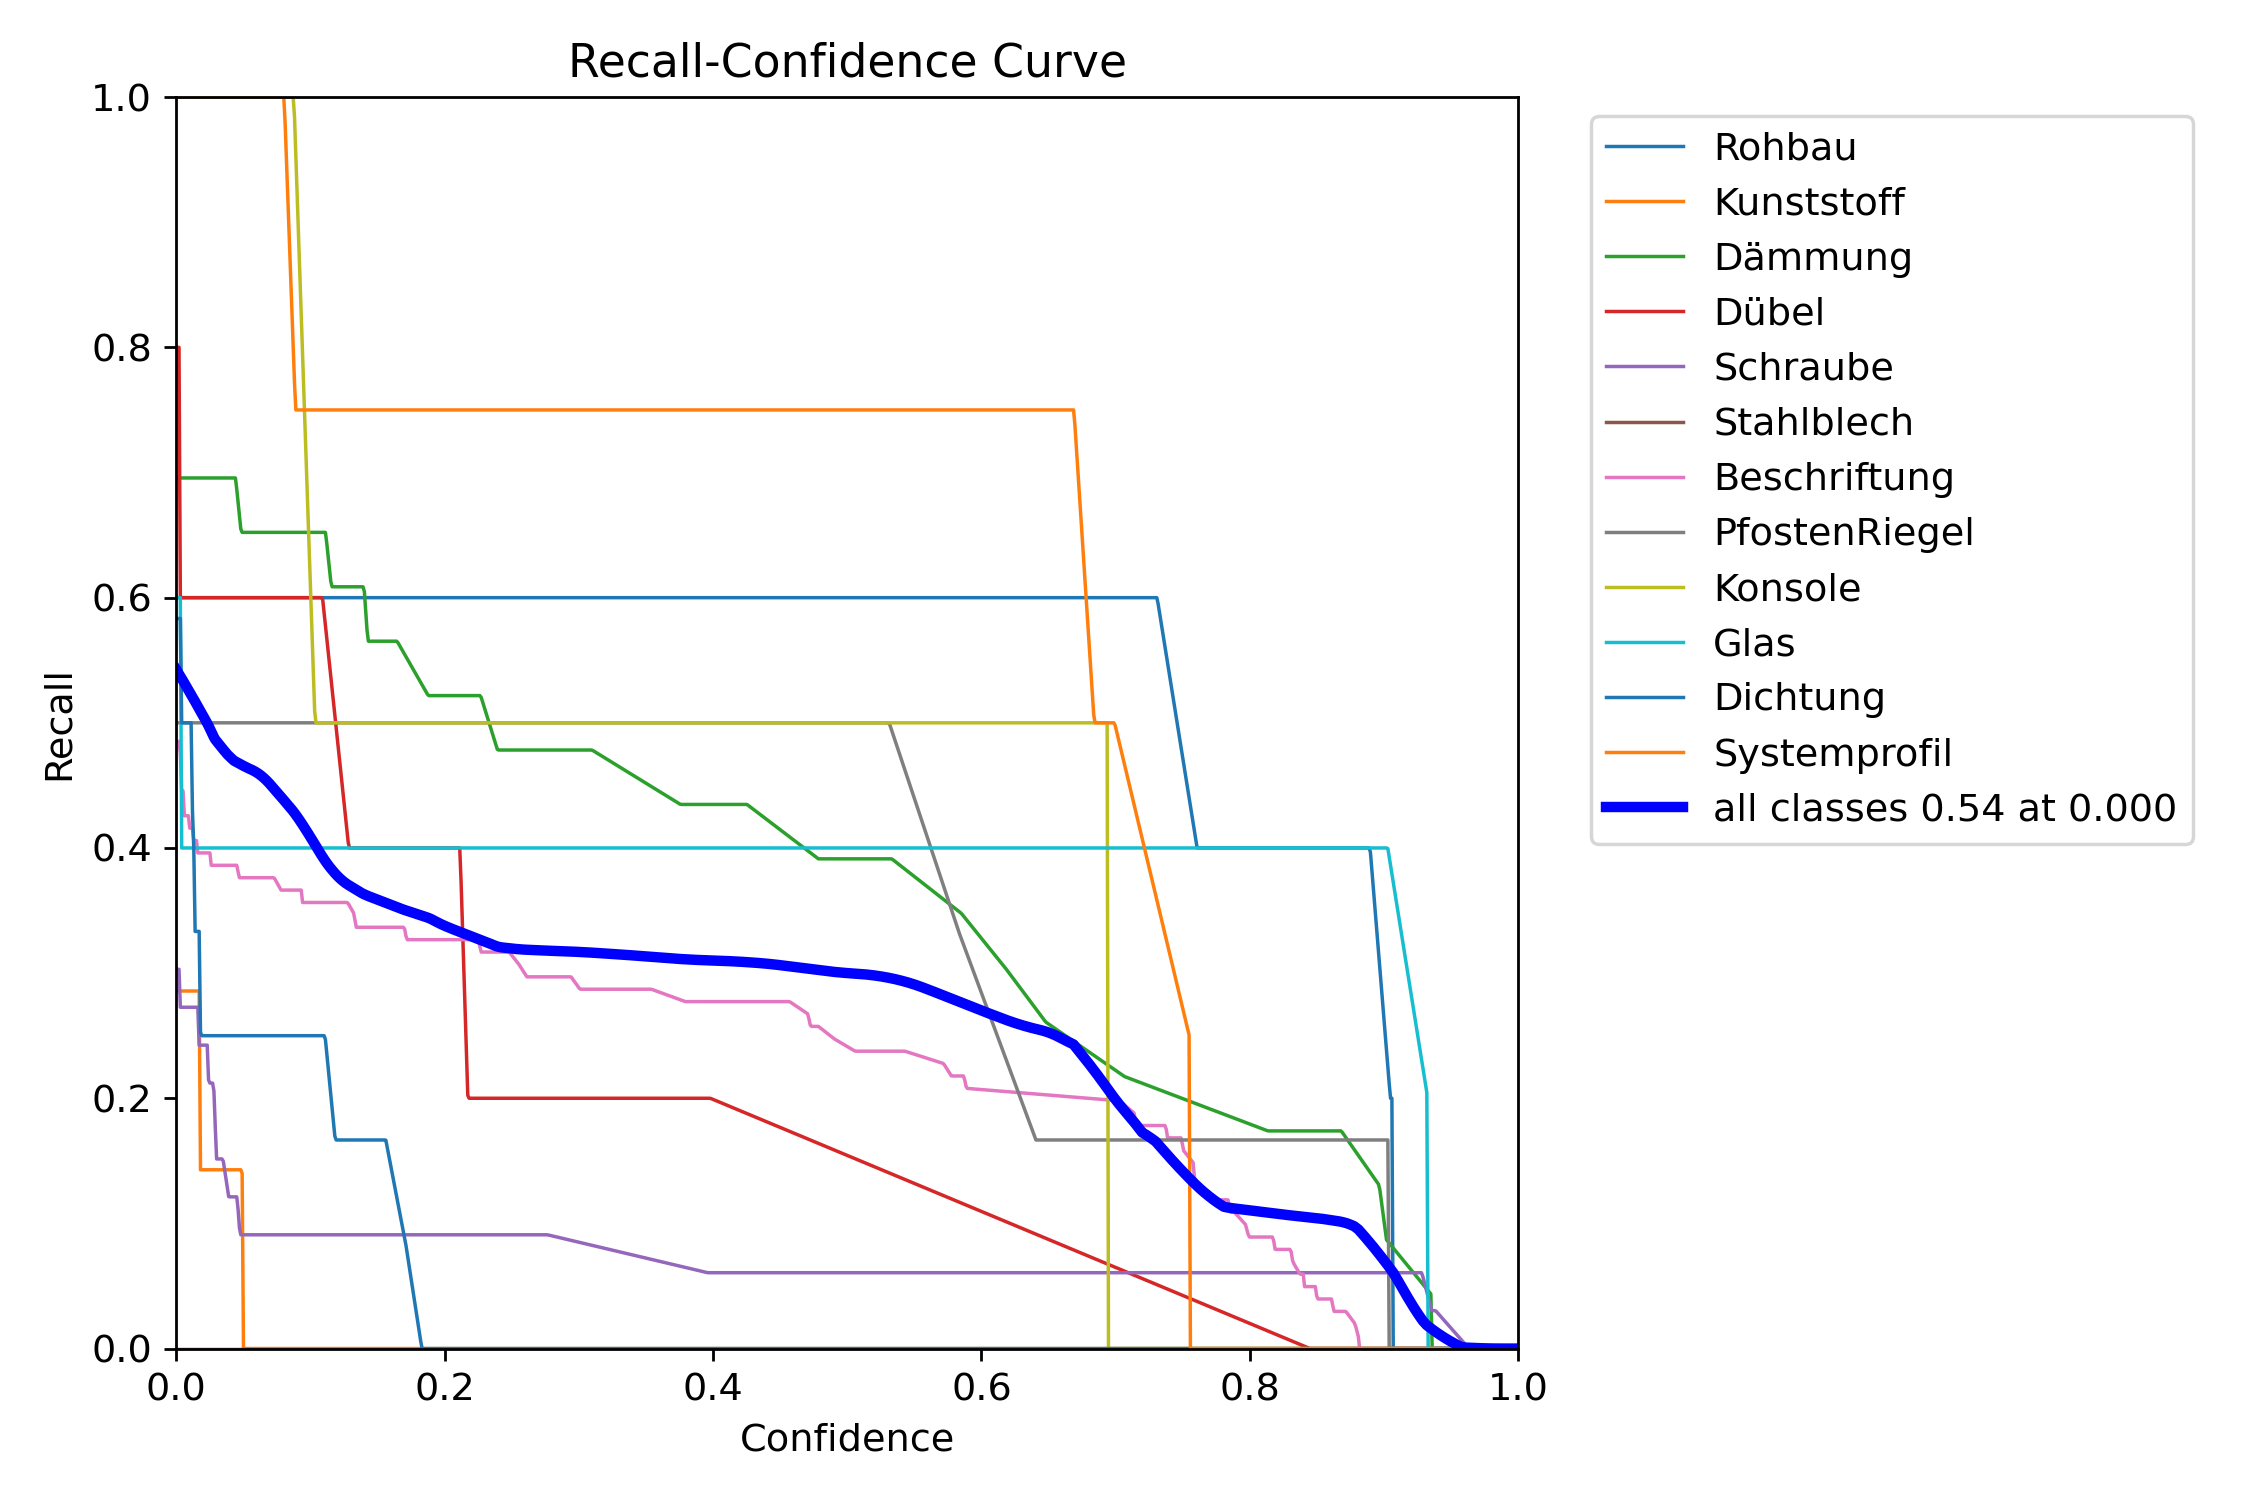 Recall-Confidence Curve
1.0
0.8
0.6
0.4
0.2
0.0
Recall
0.0 0.2 0.4 0.6 0.8 1.0
Confidence
Rohbau
Kunststoff
Dämmung
Dübel
Schraube
Stahlblech
Beschriftung
PfostenRiegel
Konsole
Glas
Dichtung
Systemprofil
all classes 0.54 at 0.000